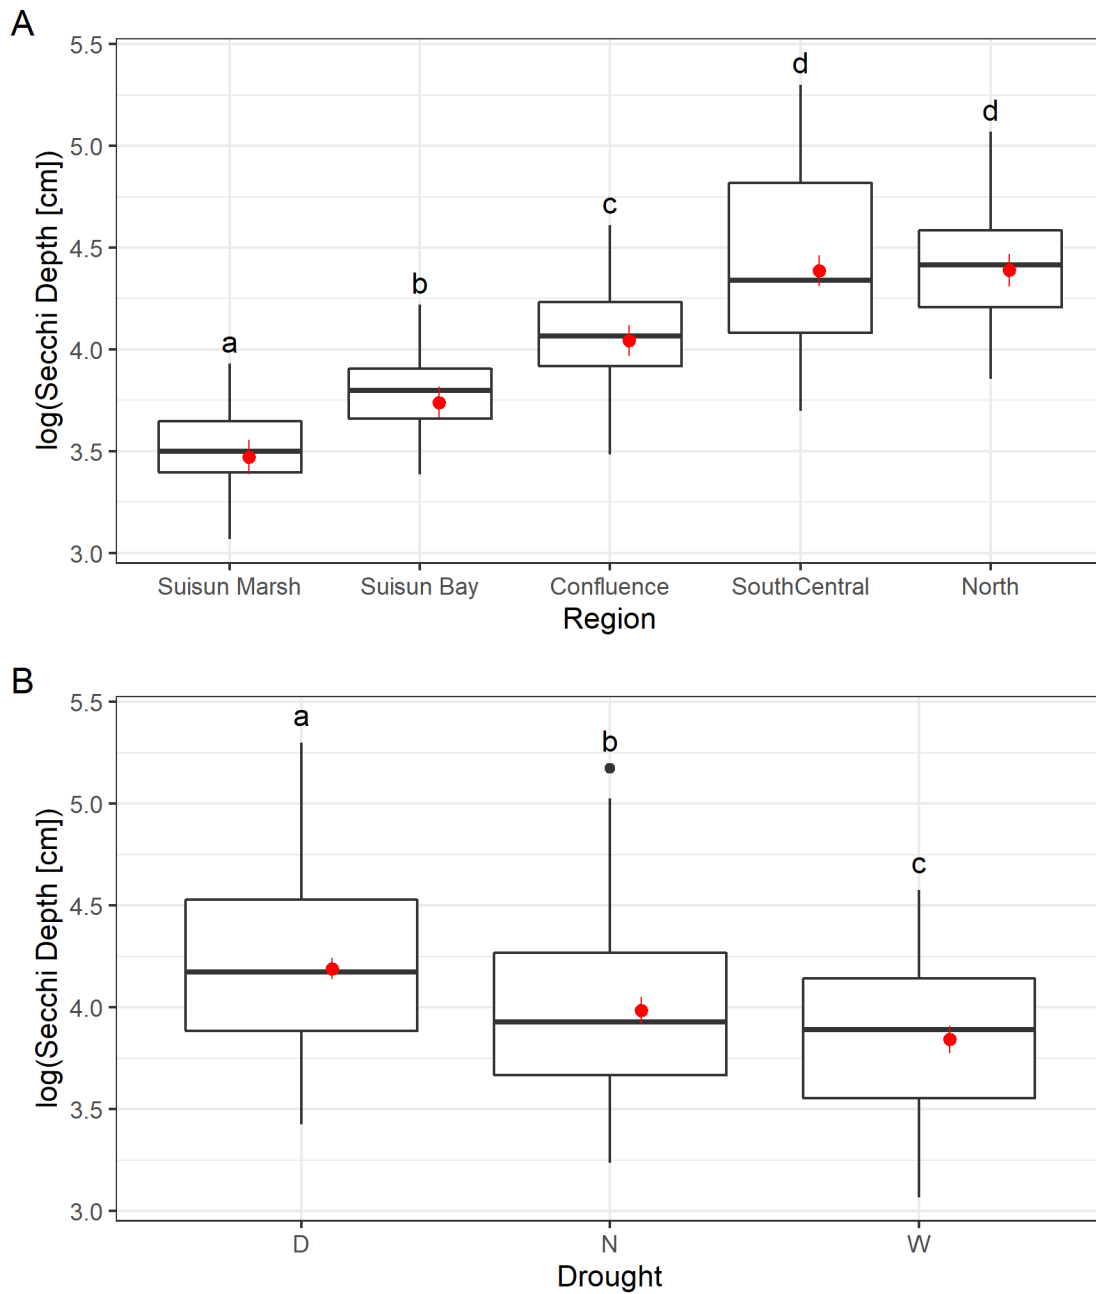 A
log(Secchi Depth [cm])
5.5
5.0
4.5
4.0
3.5
3.0
a
b
c
d
d
Suisun Marsh Suisun Bay Confluence SouthCentral North
Region
B
log(Secchi Depth [cm])
5.5
5.0
4.5
4.0
3.5
3.0
a
b
c
D N W
Drought